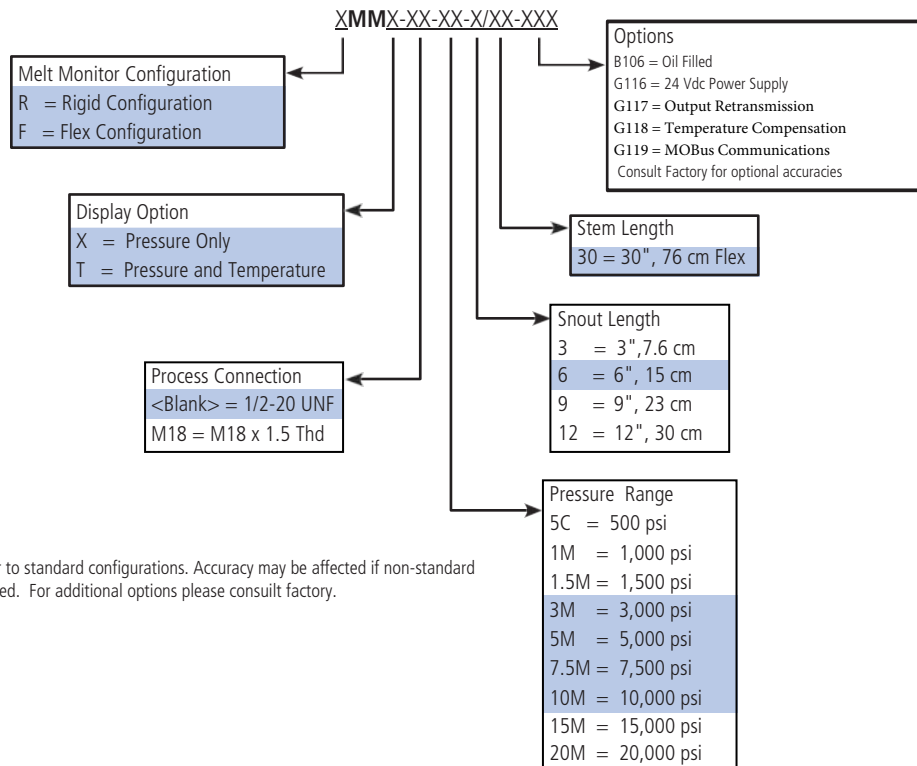 XMMX-XX-XX-X/XX-XXX
Melt Monitor Configuration
R = Rigid Configuration
F = Flex Configuration
Options
B106 = Oil Filled
G116 = 24 Vdc Power Supply
G117 = Output Retransmission
G118 = Temperature Compensation
G119 = MOBus Communications
Consult Factory for optional accuracies
Display Option
X = Pressure Only
T = Pressure and Temperature
Stem Length
30 = 30", 76 cm Flex
Snout Length
3 = 3",7.6 cm
6 = 6", 15 cm
9 = 9", 23 cm
12 = 12", 30 cm
Process Connection
<Blank> = 1/2-20 UNF
M18 = M18 x 1.5 Thd
Pressure Range
5C = 500 psi
1M = 1,000 psi
1.5M = 1,500 psi
3M = 3,000 psi
5M = 5,000 psi
7.5M = 7,500 psi
10M = 10,000 psi
15M = 15,000 psi
20M = 20,000 psi
to standard configurations. Accuracy may be affected if non-standard
ed. For additional options please consuilt factory.